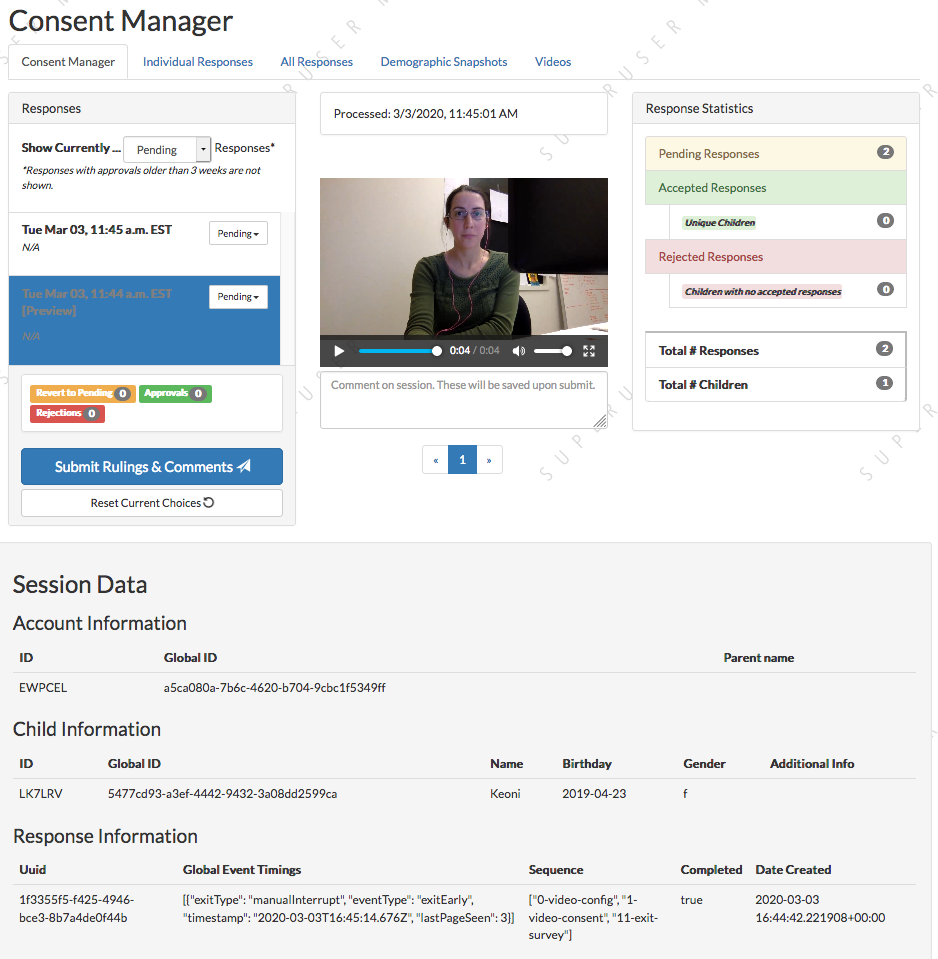 Consent Manager
Consent Manager
Individual Responses
All Responses
Demographic Snapshots
Videos
Responses
Show Currently ... Pending Responses*
*Responses with approvals older than 3 weeks are not
shown.
Tue Mar 03, 11:45 a.m. EST
Pending
N/A
Tue Mar 03, 11:44 a.m. EST
[Preview]
Pending
N/A
Revert to Pending 0
Approvals 0
Rejections 0
Submit Rulings & Comments
Reset Current Choices
Processed: 3/3/2020, 11:45:01 AM
0:04 / 0:04
Comment on session. These will be saved upon submit.
« 1 »
Response Statistics
Pending Responses 2
Accepted Responses
Unique Children 0
Rejected Responses
Children with no accepted responses 0
Total # Responses 2
Total # Children 1
Session Data
Account Information
ID Global ID Parent name
EWPCEL a5ca080a-7b6c-4620-b704-9cbc1f5349ff
Child Information
ID Global ID Name Birthday Gender Additional Info
LK7LRV 5477cd93-a3ef-4442-9432-3a08dd2599ca Keoni 2019-04-23 f
Response Information
Uuid Global Event Timings Sequence Completed Date Created
1f3355f5-f425-4946- [{"exitType": "manualInterrupt", "eventType": "exitEarly", ["0-video-config", "1- true 2020-03-03
bce3-8b7a4de0f44b "timestamp": "2020-03-03T16:45:14.676Z", "lastPageSeen": 3}] video-consent", "11-exit- 16:44:42.221908+00:00
survey"]
SUPERUSER